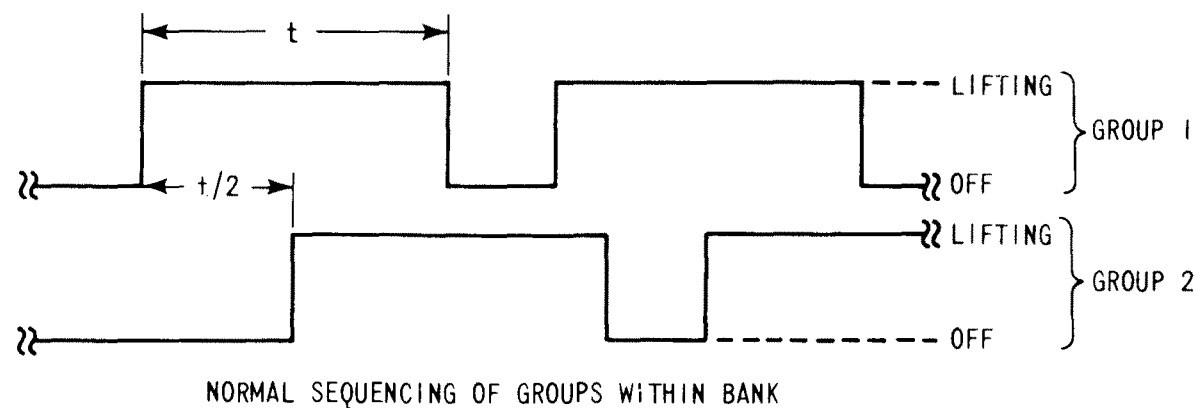 t
LIFTING
GROUP 1
t/2
OFF
LIFTING
GROUP 2
OFF
NORMAL SEQUENCING OF GROUPS WITHIN BANK